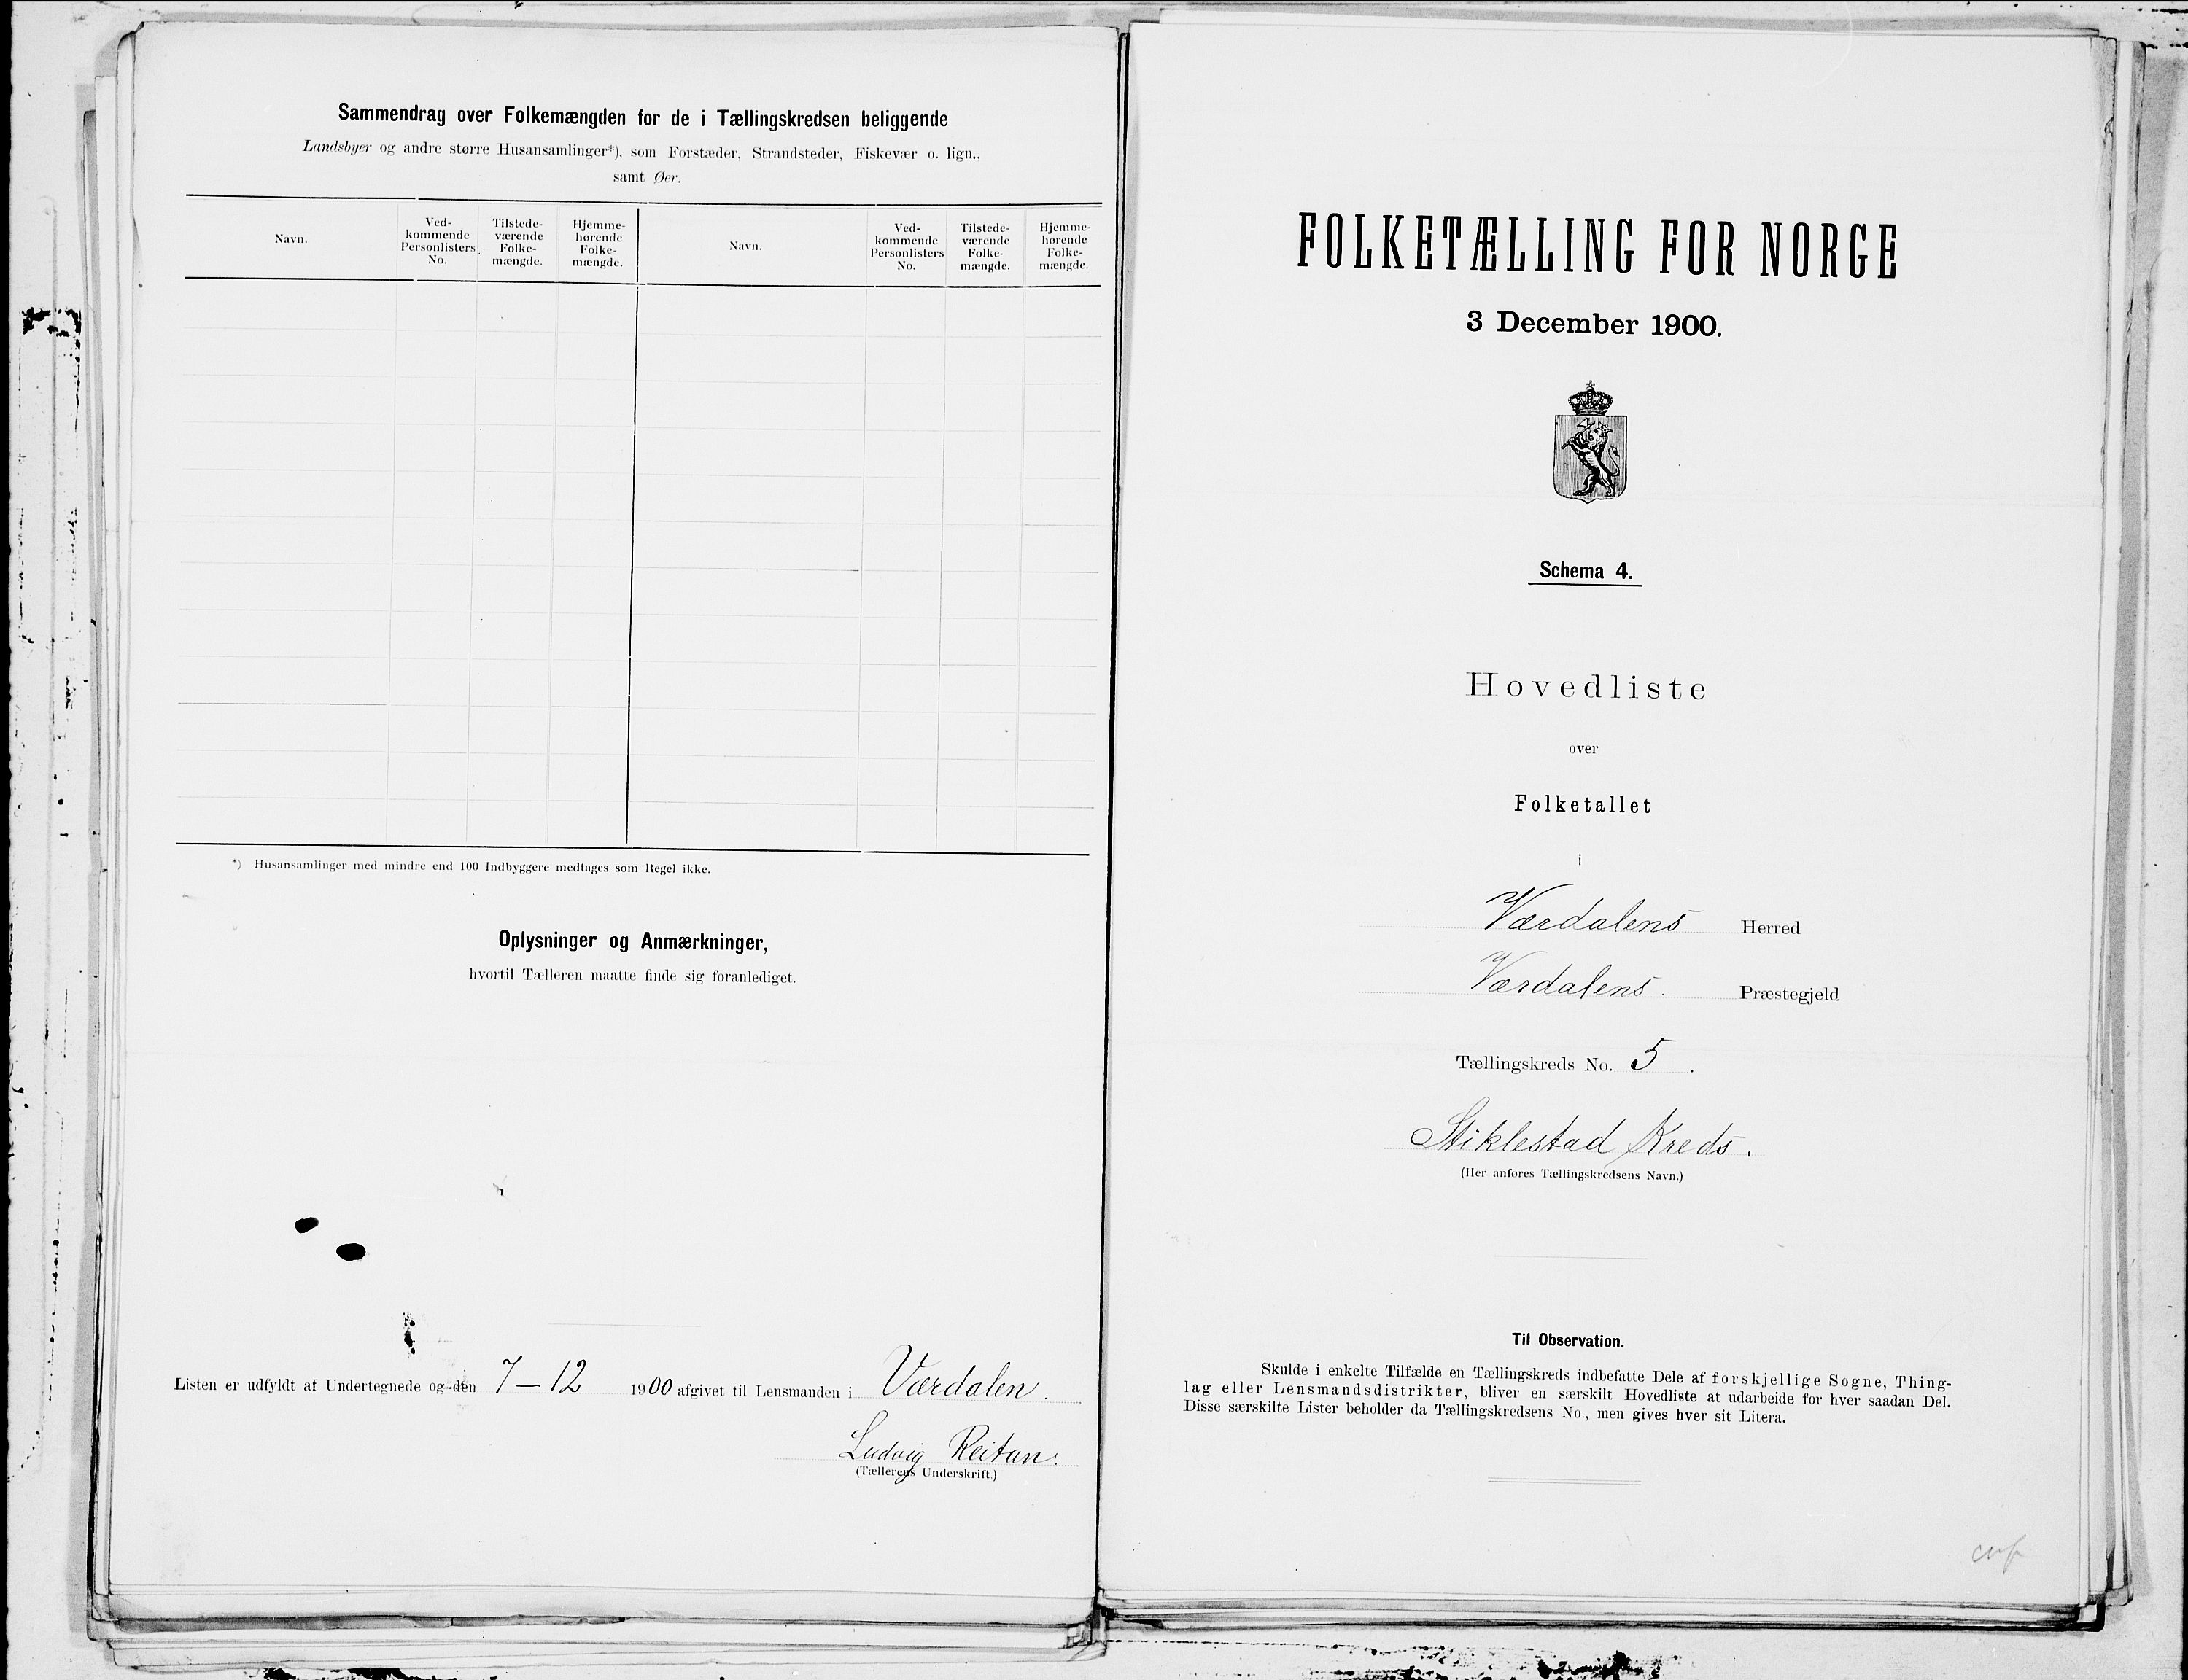 Sammendrag over Folkemængden for de i Tællingskredsen beliggende
Landsbyer og andre større Husansamlinger*), som Forstæder, Strandsteder, Fiskevær o. lign.,
samt Øer.
Navn.
Ved-
kommende
Personlisters
No.
Tilstede-
værende
Folke-
mængde.
Hjemme-
hørende
Folke-
mængde.
Navn.
Ved-
kommende
Personlisters
No.
Tilstede-
værende
Folke-
mængde.
Hjemme-
hørende
Folke-
mængde.
*) Husansamlinger med mindre end 100 Indbyggere medtages som Regel ikke.
Oplysninger og Anmærkninger,
hvortil Tælleren maatte finde sig foranlediget.
Listen er udfyldt af Undertegnede og den 7-12 1900 afgivet til Lensmanden i Værdalen.
Ludvig Reitan.
(Tællerens Underskrift.)
FOLKETÆLLING FOR NORGE
3 December 1900.
Schema 4.
Hovedliste
over
Folketallet
i
Værdalens Herred
Værdalens. Præstegjeld
Tællingskreds No. 5.
Stiklestad Kreds.
(Her anføres Tællingskredsens Navn.)
Til Observation.
Skulde i enkelte Tilfælde en Tællingskreds indbefatte Dele af forskjellige Sogne, Thing-
lag eller Lensmandsdistrikter, bliver en særskilt Hovedliste at udarbeide for hver saadan Del.
Disse særskilte Lister beholder da Tællingskredsens No., men gives hver sit Litera.